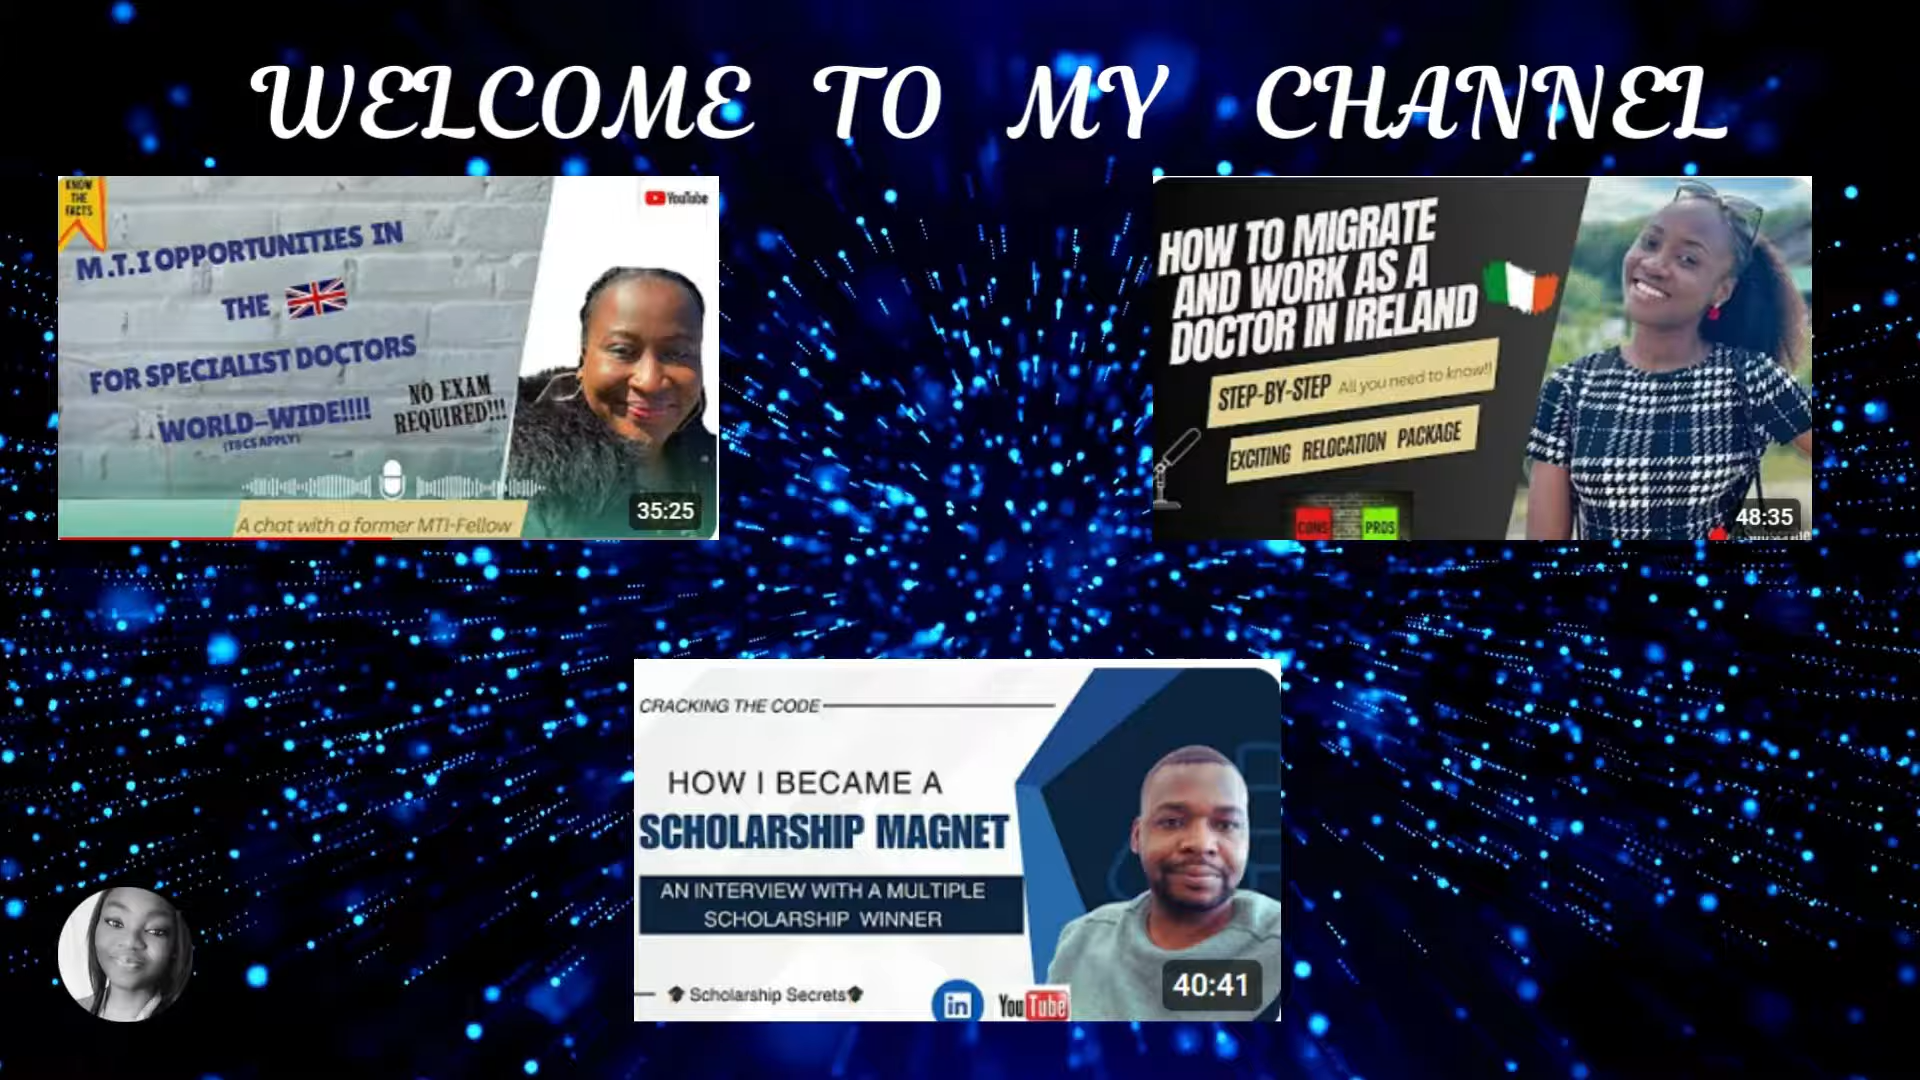 WELCOME TO MY CHANNEL
KNOW
THE
FACTS
YouTube
M.T.I OPPORTUNITIES IN
THE
FOR SPECIALIST DOCTORS
WORLD-WIDE!!!!
(T&CS APPLY)
NO EXAM
REQUIRED!!!
A chat with a former MTI-Fellow
35:25
HOW TO MIGRATE
AND WORK AS A
DOCTOR IN IRELAND
STEP-BY-STEP All you need to know!!
EXCITING RELOCATION PACKAGE
CONS PROS
48:35
CRACKING THE CODE
HOW I BECAME A
SCHOLARSHIP MAGNET
AN INTERVIEW WITH A MULTIPLE
SCHOLARSHIP WINNER
Scholarship Secrets
in YouTube
40:41